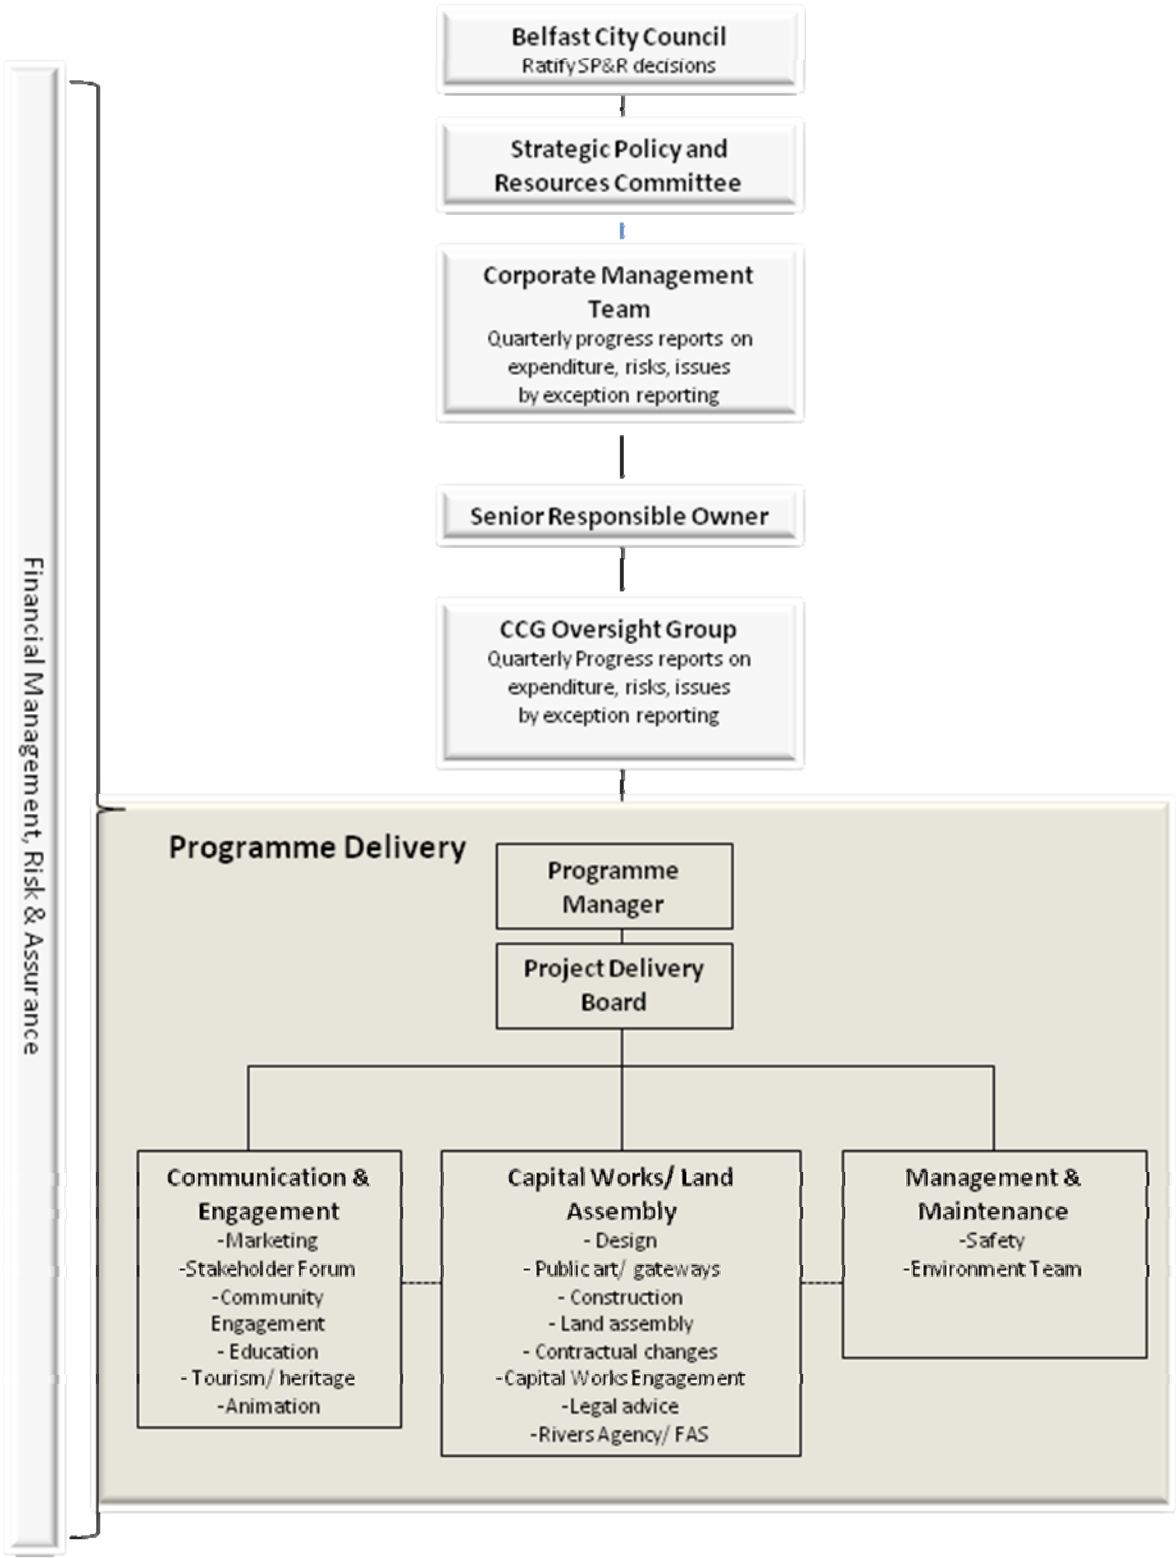 Belfast City Council
Ratify SP&R decisions
Strategic Policy and
Resources Committee
Corporate Management
Team
Quarterly progress reports on
expenditure, risks, issues
by exception reporting
Senior Responsible Owner
CCG Oversight Group
Quarterly Progress reports on
expenditure, risks, issues
by exception reporting
Financial Management, Risk & Assurance
Programme Delivery
Programme
Manager
Project Delivery
Board
Communication &
Engagement
-Marketing
-Stakeholder Forum
-Community
Engagement
- Education
- Tourism/ heritage
-Animation
Capital Works/ Land
Assembly
- Design
- Public art/ gateways
- Construction
- Land assembly
- Contractual changes
-Capital Works Engagement
-Legal advice
-Rivers Agency/ FAS
Management &
Maintenance
-Safety
-Environment Team